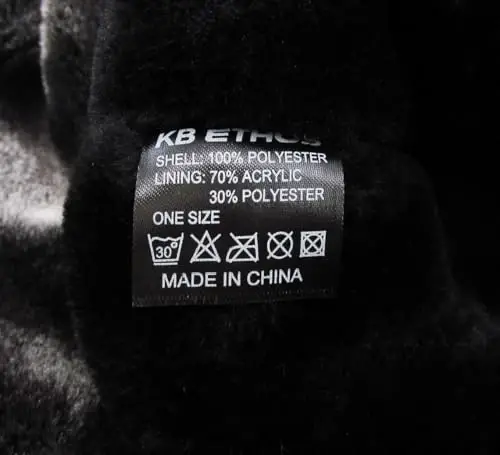 KB ETHOS
SHELL: 100% POLYESTER
LINING: 70% ACRYLIC
30% POLYESTER
ONE SIZE
30°
MADE IN CHINA